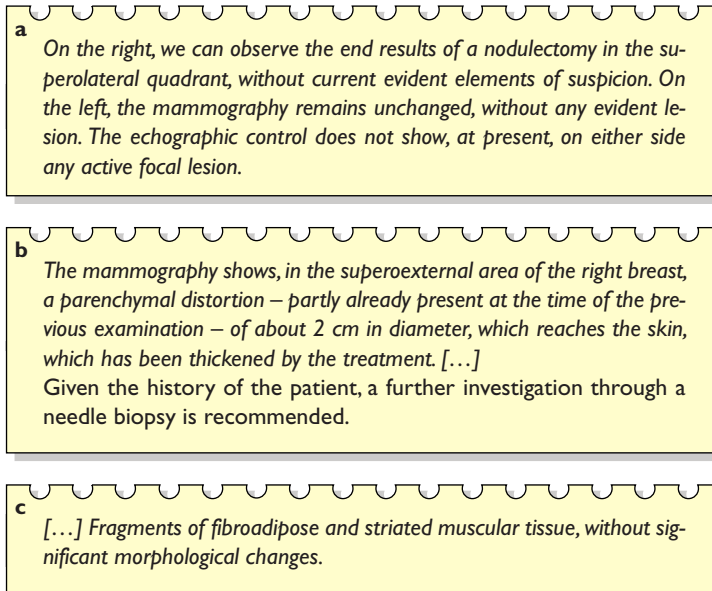 a
On the right, we can observe the end results of a nodulectomy in the su-
perolateral quadrant, without current evident elements of suspicion. On
the left, the mammography remains unchanged, without any evident le-
sion. The echographic control does not show, at present, on either side
any active focal lesion.
b
The mammography shows, in the superoexternal area of the right breast,
a parenchymal distortion – partly already present at the time of the pre-
vious examination – of about 2 cm in diameter, which reaches the skin,
which has been thickened by the treatment. […]
Given the history of the patient, a further investigation through a
needle biopsy is recommended.
c
[…] Fragments of fibroadipose and striated muscular tissue, without sig-
nificant morphological changes.